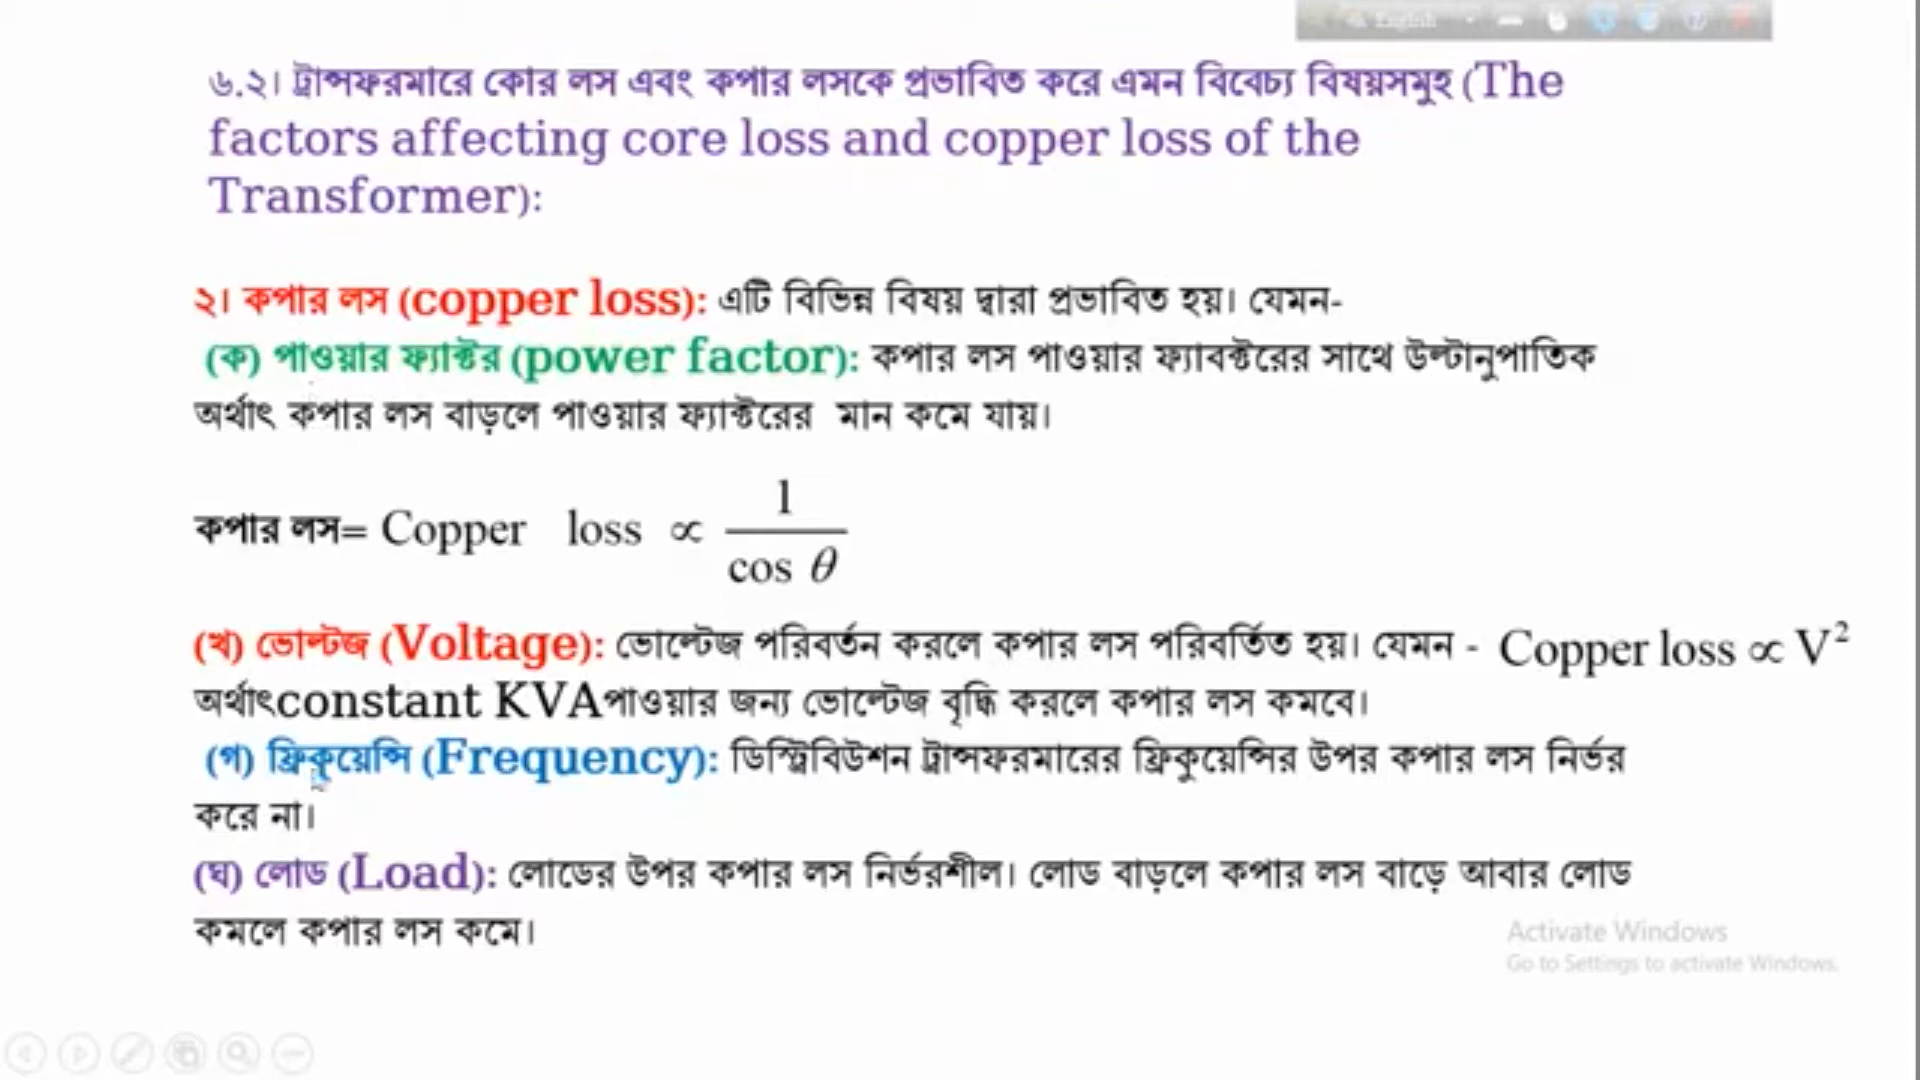 English
৬.২। ট্রান্সফরমারে কোর লস এবং কপার লসকে প্রভাবিত করে এমন বিবেচ্য বিষয়সমুহ (The
factors affecting core loss and copper loss of the
Transformer):
২। কপার লস (copper loss): এটি বিভিন্ন বিষয় দ্বারা প্রভাবিত হয়। যেমন-
(ক) পাওয়ার ফ্যাক্টর (power factor): কপার লস পাওয়ার ফ্যাবক্টরের সাথে উল্টানুপাতিক
অর্থাৎ কপার লস বাড়লে পাওয়ার ফ্যাক্টরের মান কমে যায়।
কপার লস= Copper loss ∝ 1 / cos θ
(খ) ভোল্টজ (Voltage): ভোল্টেজ পরিবর্তন করলে কপার লস পরিবর্তিত হয়। যেমন - Copper loss ∝ V²
অর্থাৎconstant KVAপাওয়ার জন্য ভোল্টেজ বৃদ্ধি করলে কপার লস কমবে।
(গ) ফ্রিকুয়েন্সি (Frequency): ডিস্ট্রিবিউশন ট্রান্সফরমারের ফ্রিকুয়েন্সির উপর কপার লস নির্ভর
করে না।
(ঘ) লোড (Load): লোডের উপর কপার লস নির্ভরশীল। লোড বাড়লে কপার লস বাড়ে আবার লোড
কমলে কপার লস কমে।
Activate Windows
Go to Settings to activate Windows.